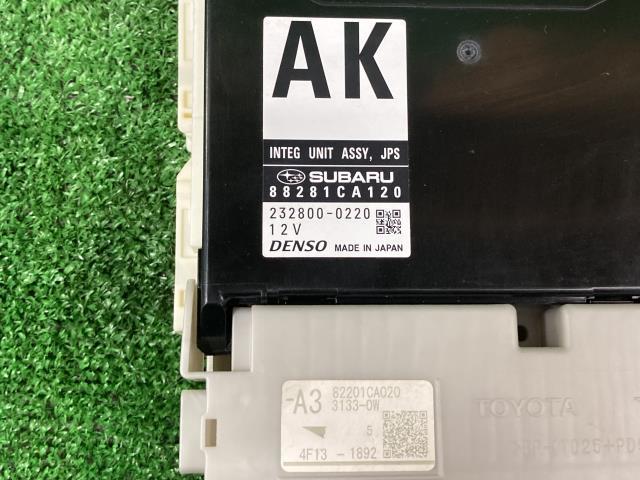 AK
INTEG UNIT ASSY, JPS
SUBARU
88281CA120
232800-0220
12V
DENSO MADE IN JAPAN
-A3 82201CA020
3133-0W
5
4F13 - 1892
TOYOTA